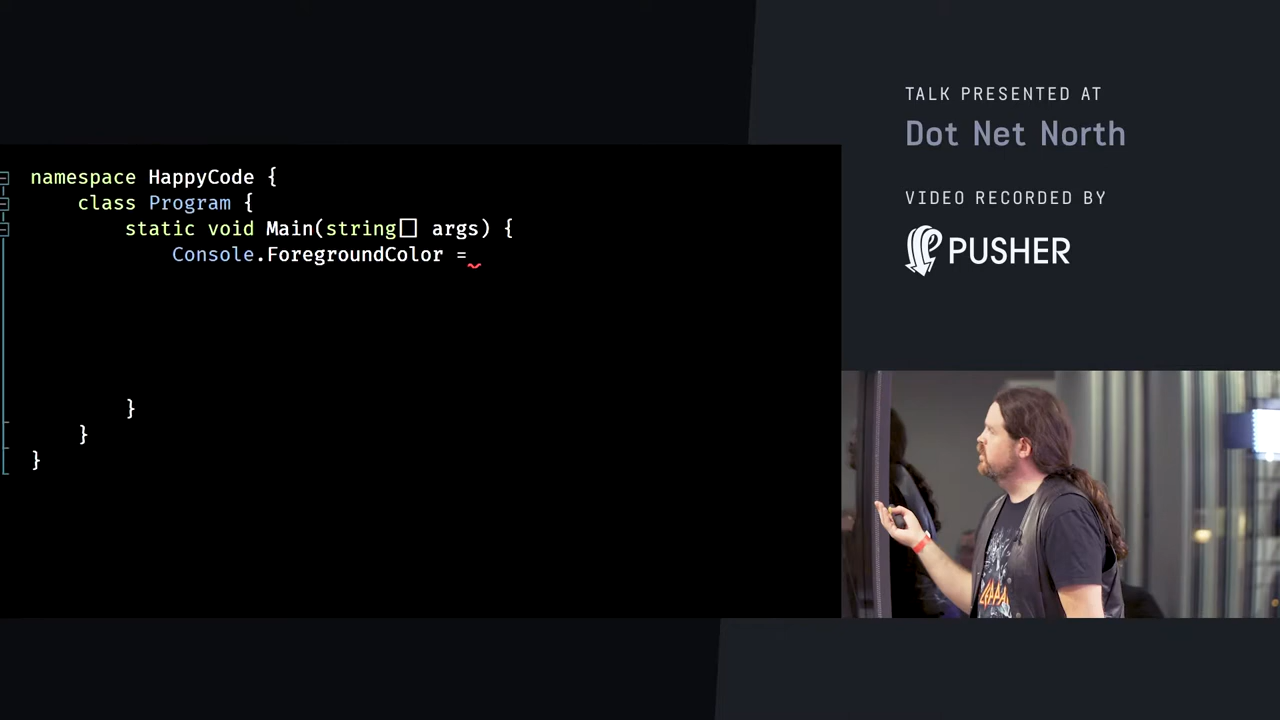 TALK PRESENTED AT
Dot Net North
VIDEO RECORDED BY
PUSHER
namespace HappyCode {
class Program {
static void Main(string[] args) {
Console.ForegroundColor =
}
}
}